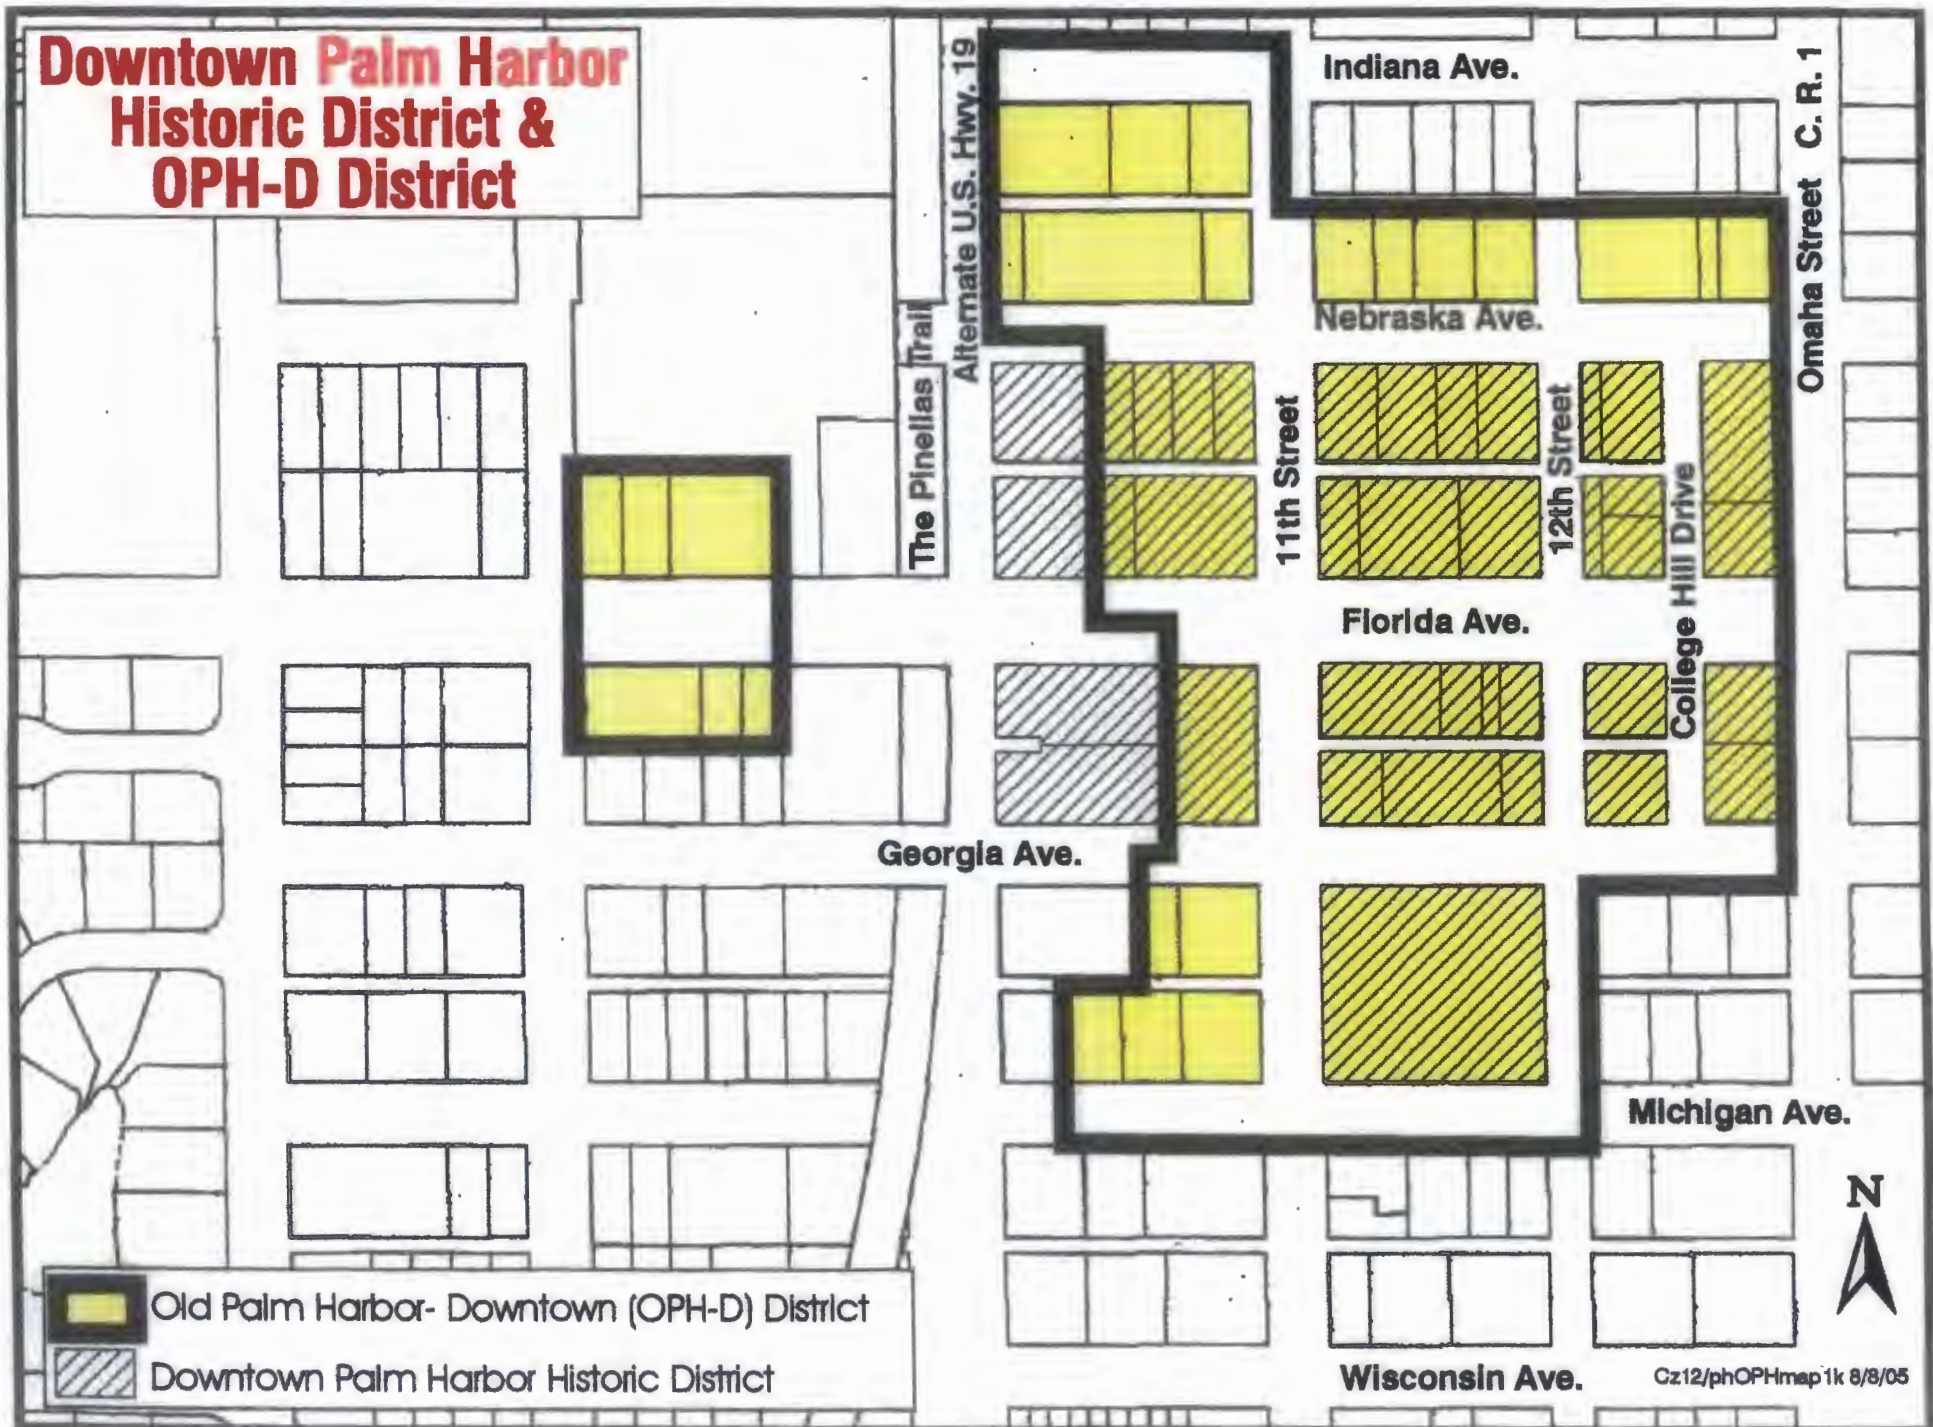 Downtown Palm Harbor
Historic District &
OPH-D District
Indiana Ave.
Alternate U.S. Hwy. 19
Omaha Street C. R. 1
Nebraska Ave.
The Pinellas Trail
11th Street
12th Street
College Hill Drive
Florida Ave.
Georgia Ave.
Michigan Ave.
N
Old Palm Harbor- Downtown (OPH-D) District
Downtown Palm Harbor Historic District
Wisconsin Ave.
Cz12/phOPHmap1k 8/8/05